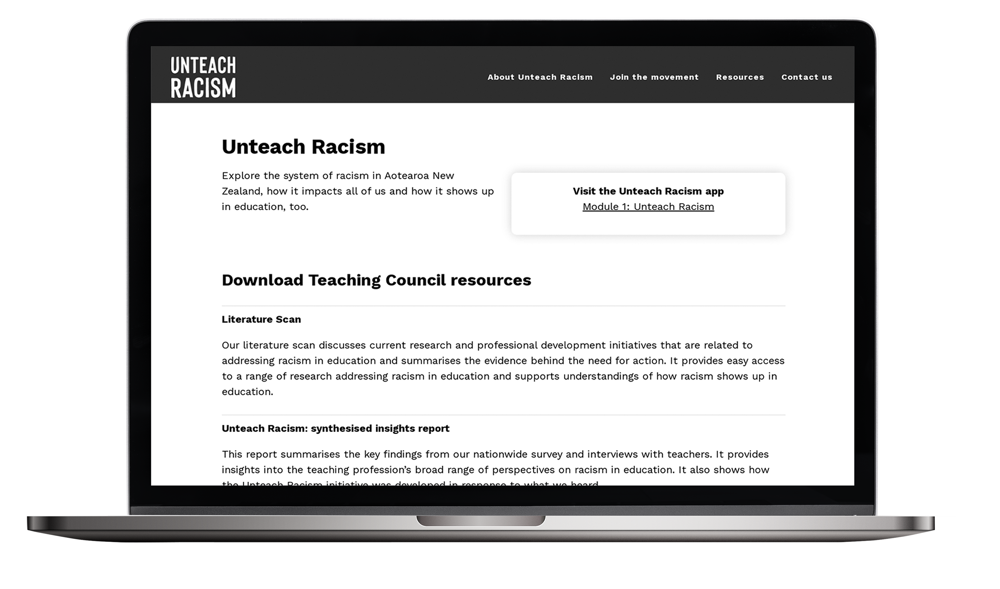 UNTEACH
RACISM
About Unteach Racism Join the movement Resources Contact us
Unteach Racism
Explore the system of racism in Aotearoa New
Zealand, how it impacts all of us and how it shows up
in education, too.
Visit the Unteach Racism app
Module 1: Unteach Racism
Download Teaching Council resources
Literature Scan
Our literature scan discusses current research and professional development initiatives that are related to
addressing racism in education and summarises the evidence behind the need for action. It provides easy access
to a range of research addressing racism in education and supports understandings of how racism shows up in
education.
Unteach Racism: synthesised insights report
This report summarises the key findings from our nationwide survey and interviews with teachers. It provides
insights into the teaching profession’s broad range of perspectives on racism in education. It also shows how
the Unteach Racism initiative was developed in response to what we heard